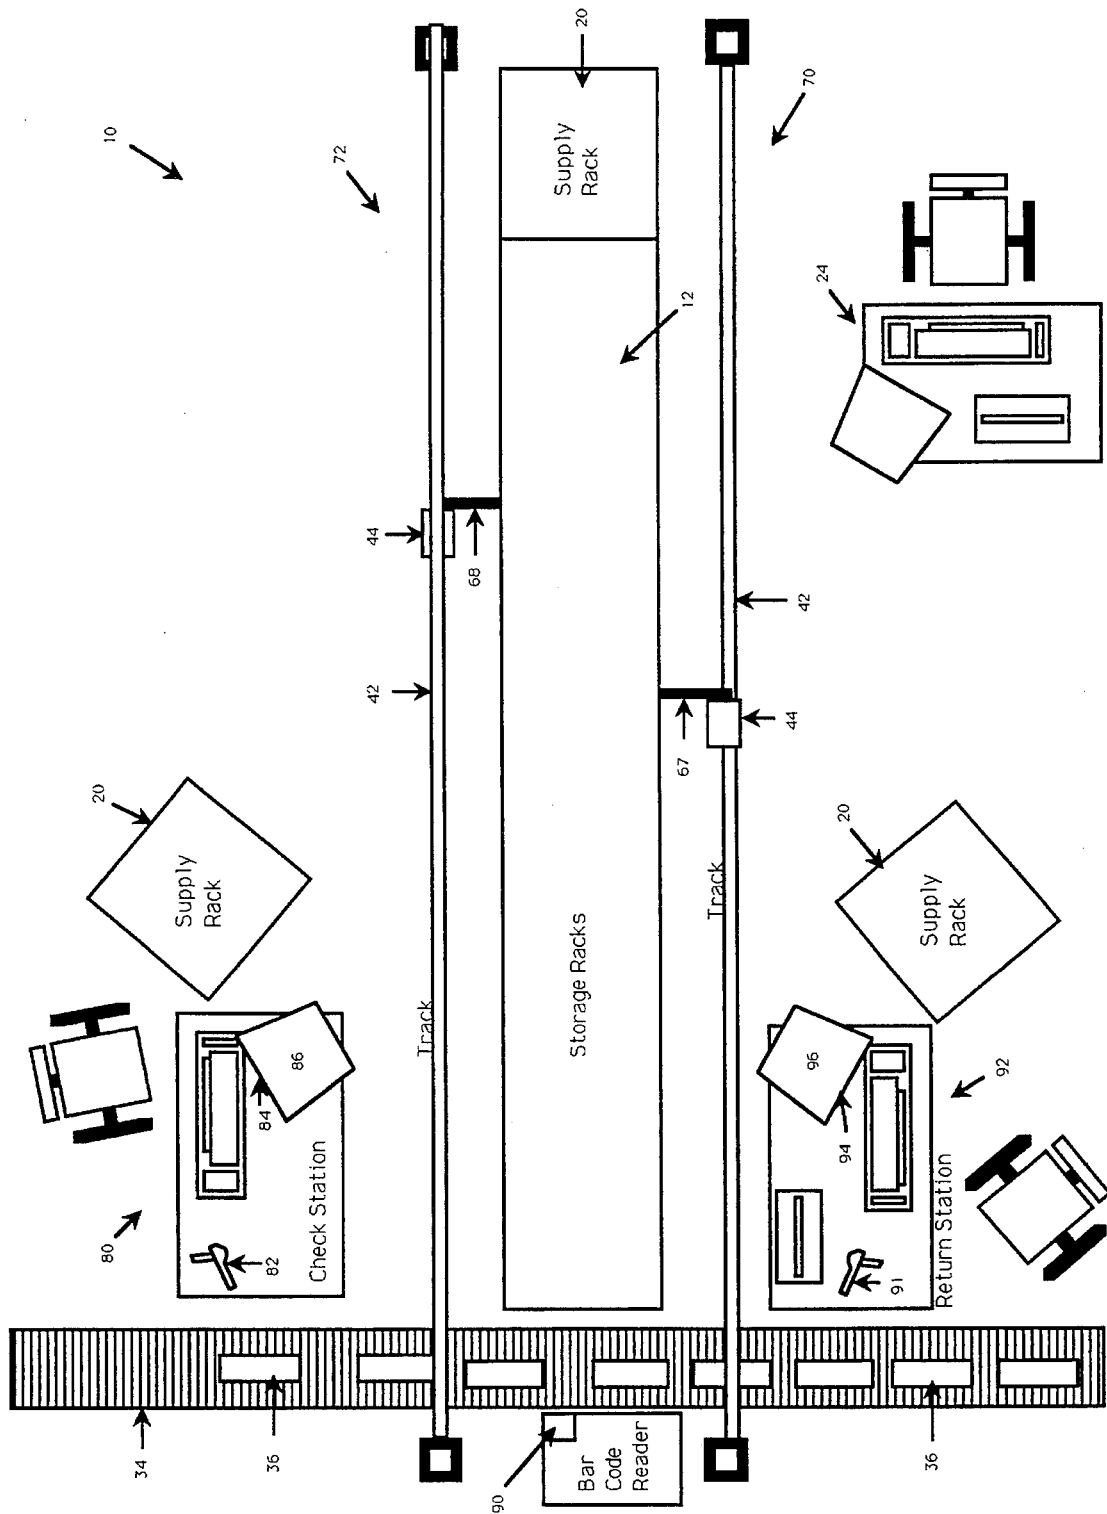 10
20
80
34
Supply
Rack
36
82
84
86
Check Station
72
44
42
Track
68
90
20
Supply
Rack
Storage Racks
Bar
Code
Reader
12
67
Track
44
42
70
96
24
94
20
91
Supply
Rack
36
Return Station
92